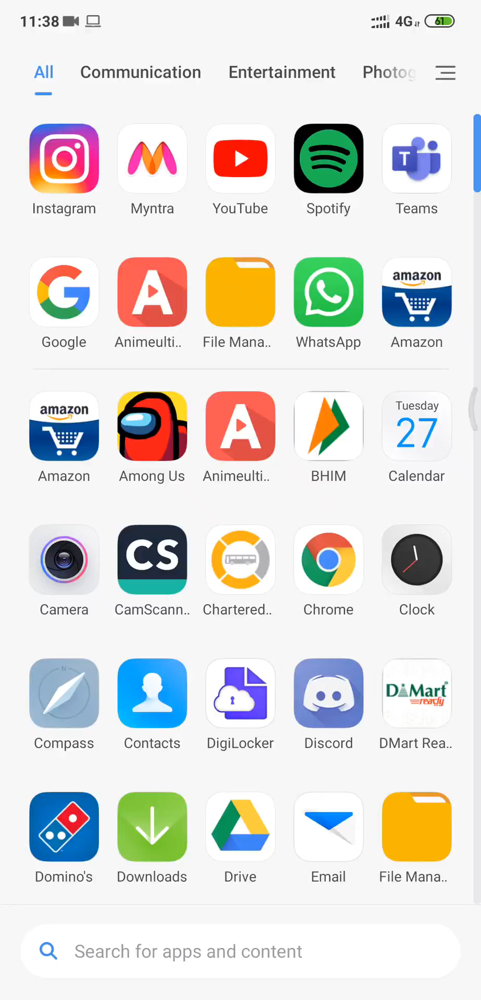 11:38 4G 61
All Communication Entertainment Photog
Instagram Myntra YouTube Spotify Teams
amazon
Google Animeulti.. File Mana.. WhatsApp Amazon
amazon Tuesday
27
Amazon Among Us Animeulti.. BHIM Calendar
CS
Camera CamScann.. Chartered.. Chrome Clock
N
DMart
ready
Compass Contacts DigiLocker Discord DMart Rea..
Domino's Downloads Drive Email File Mana..
Search for apps and content